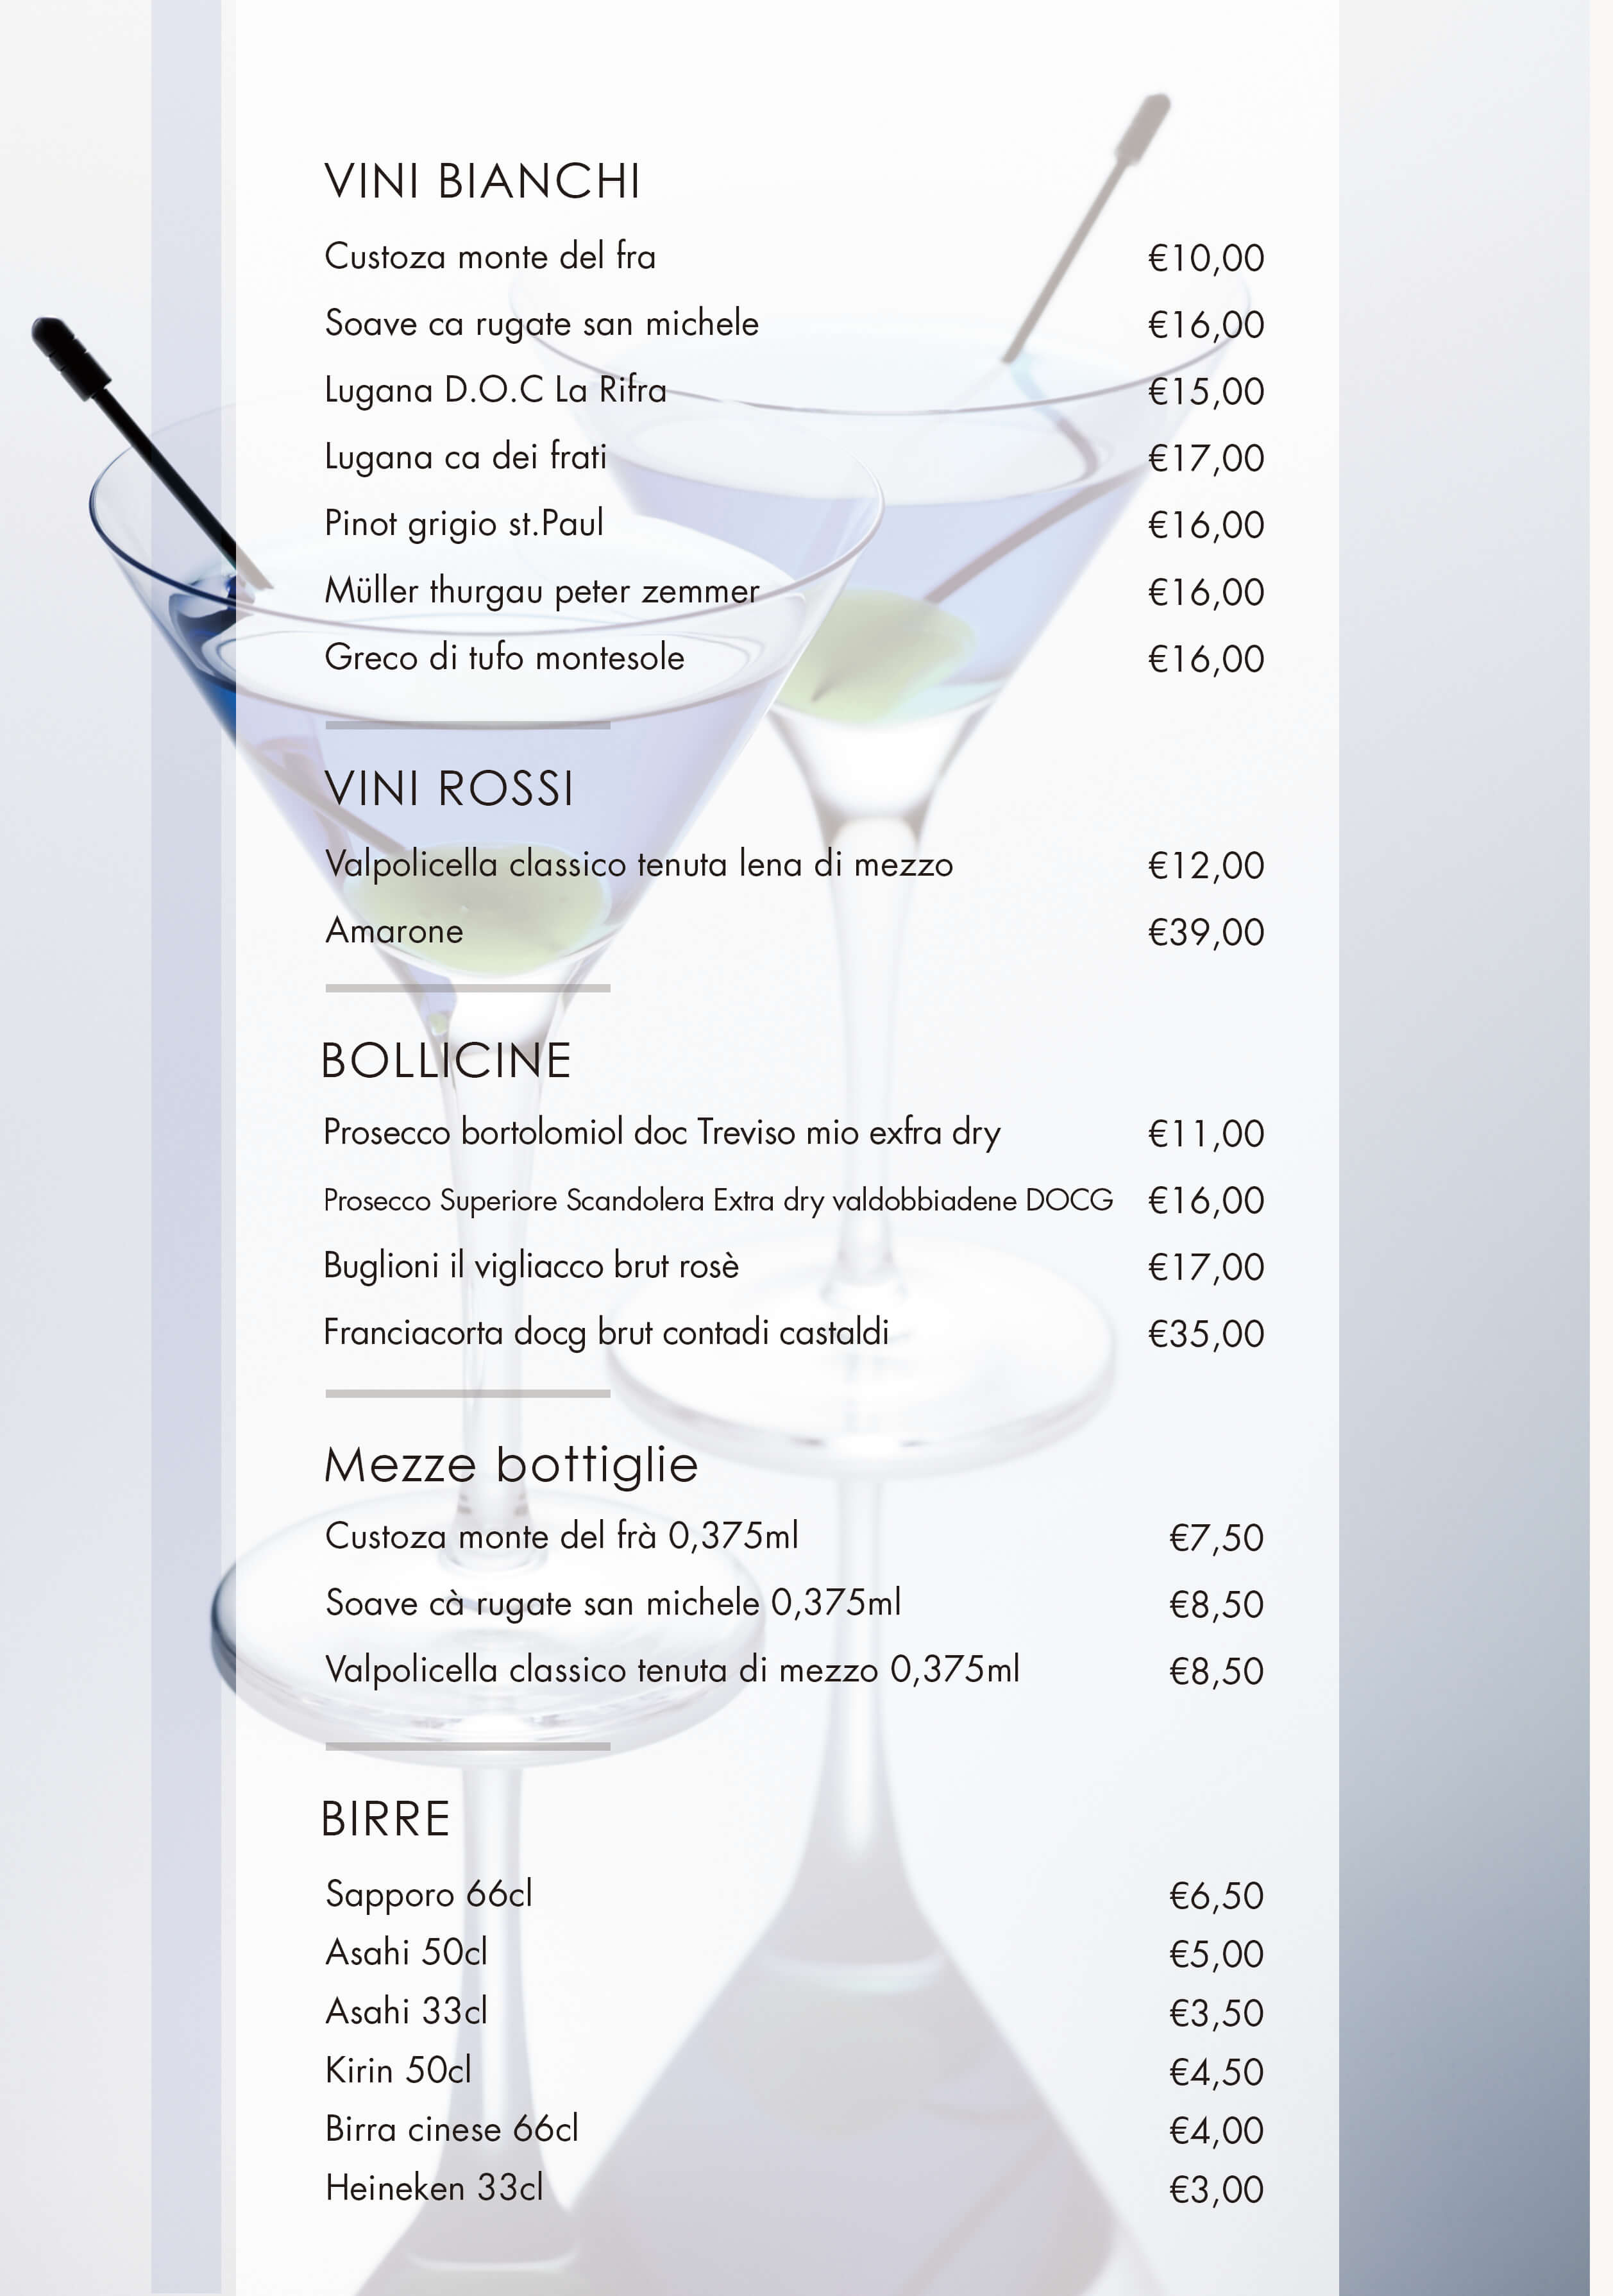 VINI BIANCHI
Custoza monte del fra €10,00
Soave ca rugate san michele €16,00
Lugana D.O.C La Rifra €15,00
Lugana ca dei frati €17,00
Pinot grigio st.Paul €16,00
Müller thurgau peter zemmer €16,00
Greco di tufo montesole €16,00
VINI ROSSI
Valpolicella classico tenuta lena di mezzo €12,00
Amarone €39,00
BOLLICINE
Prosecco bortolomiol doc Treviso mio exfra dry €11,00
Prosecco Superiore Scandolera Extra dry valdobbiadene DOCG €16,00
Buglioni il vigliacco brut rosè €17,00
Franciacorta docg brut contadi castaldi €35,00
Mezze bottiglie
Custoza monte del frà 0,375ml €7,50
Soave cà rugate san michele 0,375ml €8,50
Valpolicella classico tenuta di mezzo 0,375ml €8,50
BIRRE
Sapporo 66cl €6,50
Asahi 50cl €5,00
Asahi 33cl €3,50
Kirin 50cl €4,50
Birra cinese 66cl €4,00
Heineken 33cl €3,00